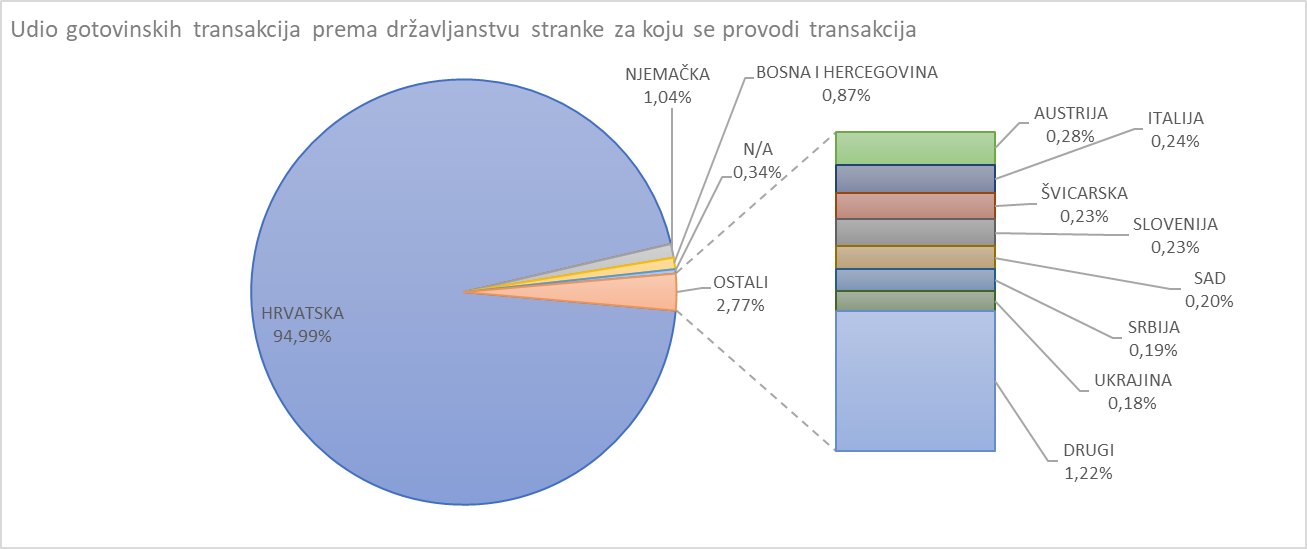 Udio gotovinskih transakcija prema državljanstvu stranke za koju se provodi transakcija
NJEMAČKA
1,04%
BOSNA I HERCEGOVINA
0,87%
N/A
0,34%
OSTALI
2,77%
HRVATSKA
94,99%
AUSTRIJA
0,28%
ITALIJA
0,24%
ŠVICARSKA
0,23%
SLOVENIJA
0,23%
SAD
0,20%
SRBIJA
0,19%
UKRAJINA
0,18%
DRUGI
1,22%